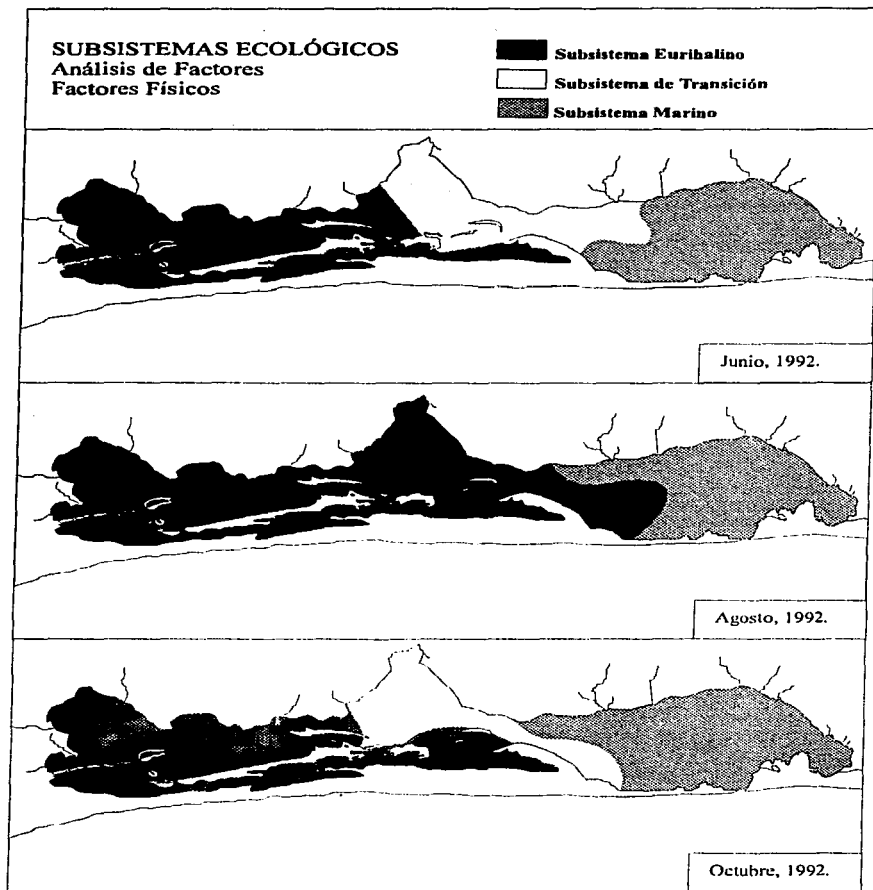 SUBSISTEMAS ECOLÓGICOS
Análisis de Factores
Factores Físicos
Subsistema Eurihalino
Subsistema de Transición
Subsistema Marino
Junio, 1992.
Agosto, 1992.
Octubre, 1992.